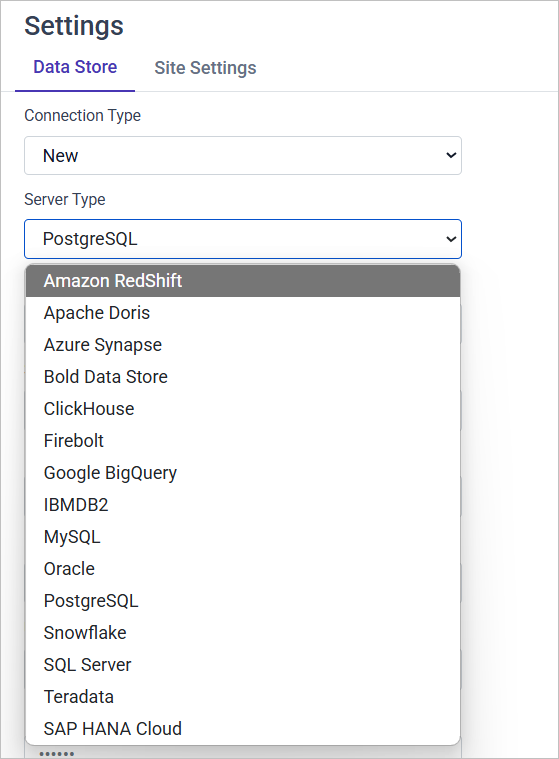 Settings
Data Store Site Settings
Connection Type
New
Server Type
PostgreSQL
Amazon RedShift
Apache Doris
Azure Synapse
Bold Data Store
ClickHouse
Firebolt
Google BigQuery
IBMDB2
MySQL
Oracle
PostgreSQL
Snowflake
SQL Server
Teradata
SAP HANA Cloud
••••••